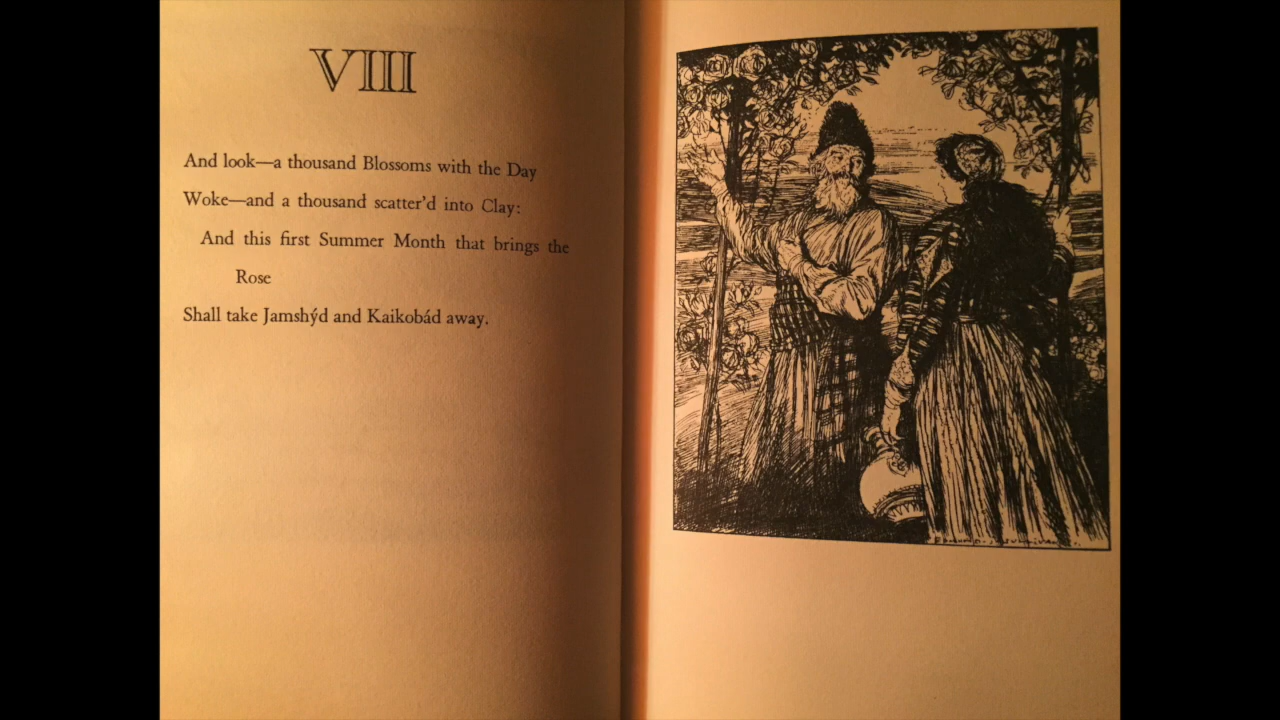 VIII
And look—a thousand Blossoms with the Day
Woke—and a thousand scatter'd into Clay:
And this first Summer Month that brings the
Rose
Shall take Jamshýd and Kaikobád away.